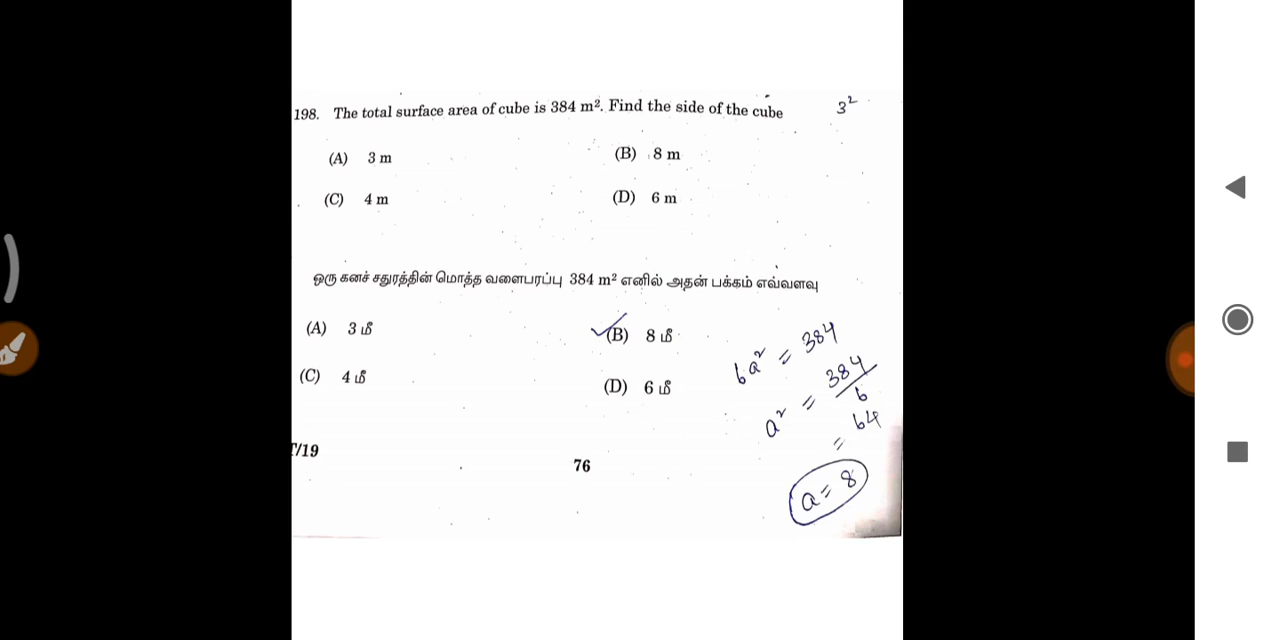 198. The total surface area of cube is 384 m². Find the side of the cube
3²
(A) 3 m
(B) 8 m
(C) 4 m
(D) 6 m
ஒரு கனச் சதுரத்தின் மொத்த வளைபரப்பு 384 m² எனில் அதன் பக்கம் எவ்வளவு
(A) 3 மீ
(B) 8 மீ
(C) 4 மீ
(D) 6 மீ
6a² = 384
a² = 384/6
= 64
a = 8
T/19
76